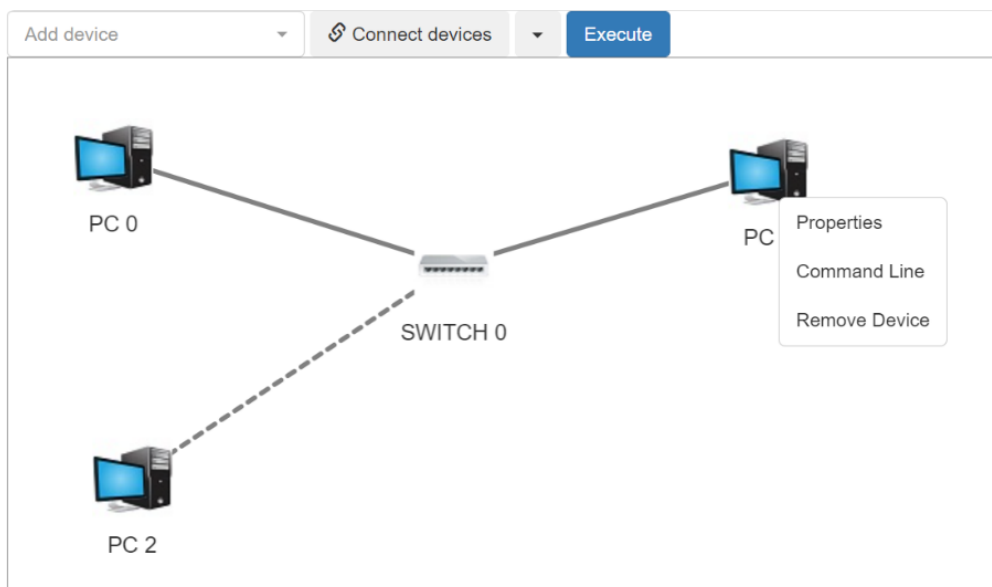 Add device
Connect devices
Execute
PC 0
PC
Properties
Command Line
Remove Device
SWITCH 0
PC 2